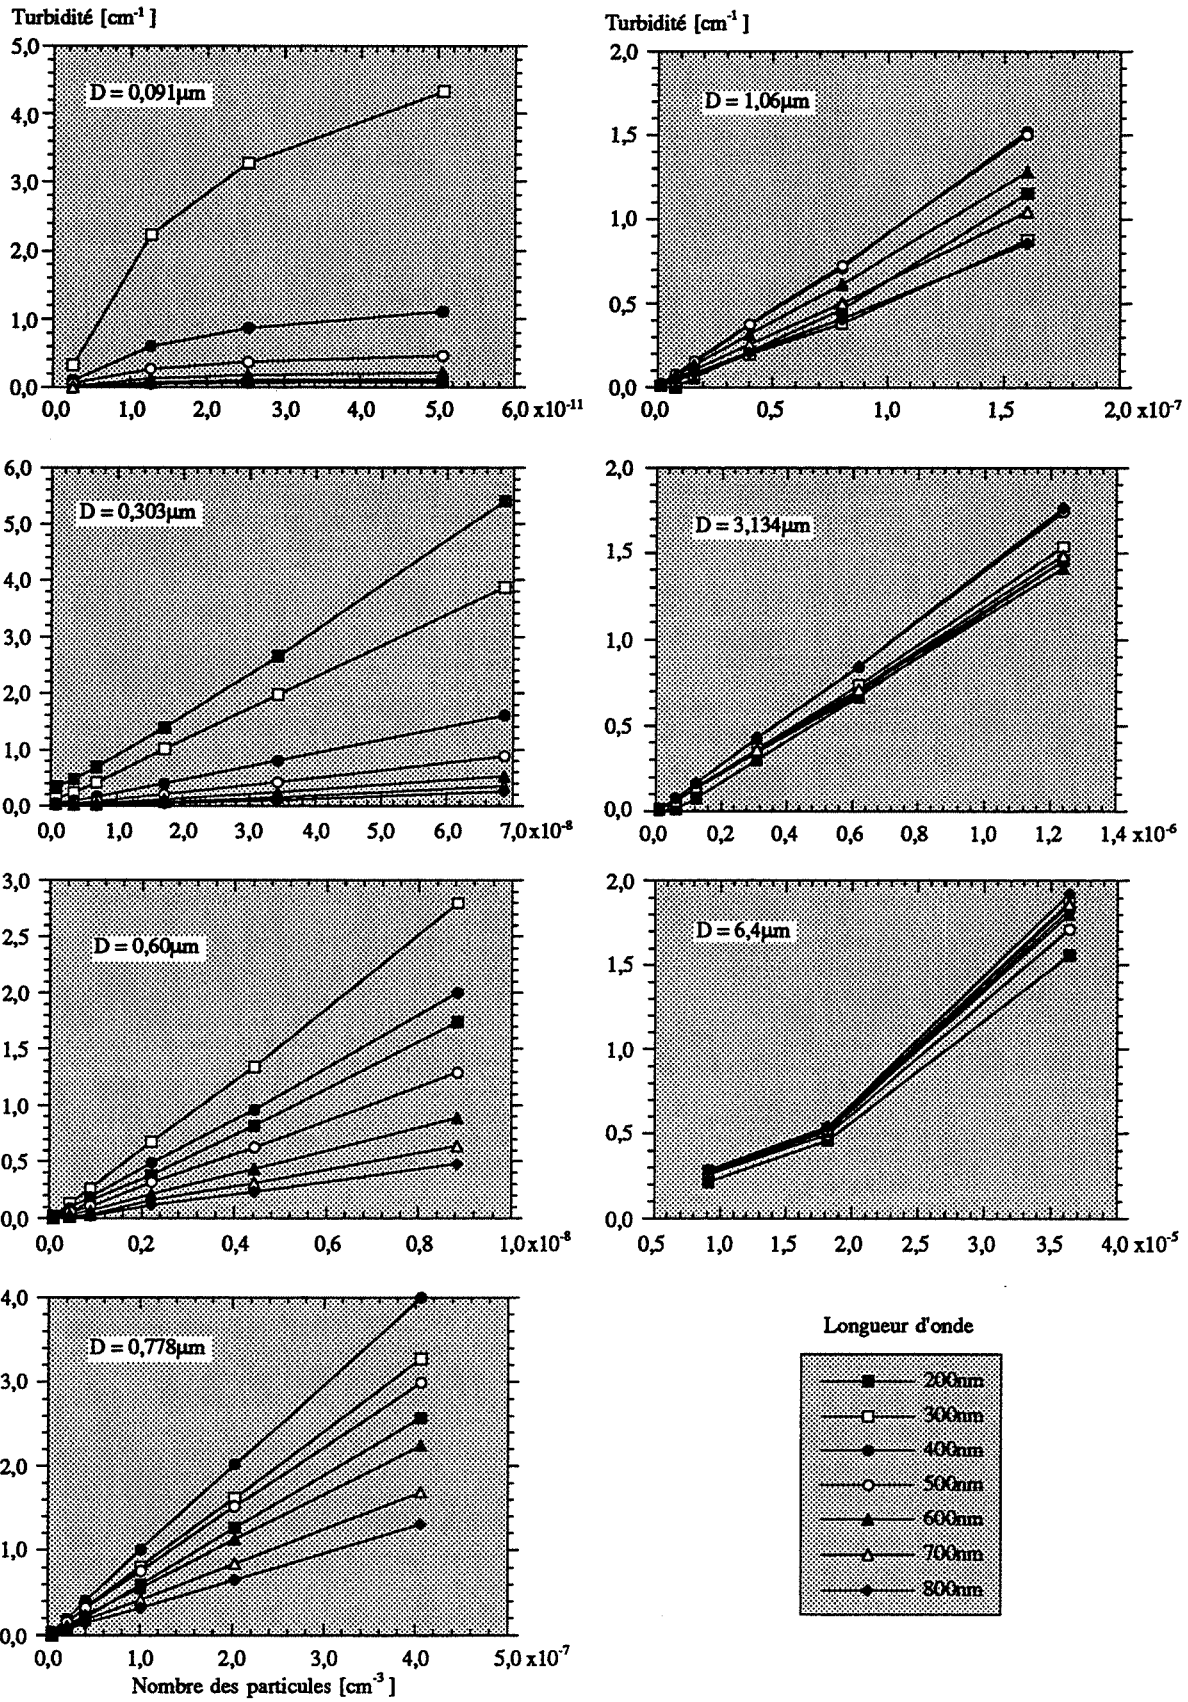 Turbidité [cm-1 ]
5,0
4,0
3,0
2,0
1,0
0,0
D = 0,091µm
0,0 1,0 2,0 3,0 4,0 5,0 6,0 x10-11
Turbidité [cm-1 ]
2,0
1,5
1,0
0,5
0,0
D = 1,06µm
0,0 0,5 1,0 1,5 2,0 x10-7
6,0
5,0
4,0
3,0
2,0
1,0
0,0
D = 0,303µm
0,0 1,0 2,0 3,0 4,0 5,0 6,0 7,0x10-8
2,0
1,5
1,0
0,5
0,0
D = 3,134µm
0,0 0,2 0,4 0,6 0,8 1,0 1,2 1,4 x10-6
3,0
2,5
2,0
1,5
1,0
0,5
0,0
D = 0,60µm
0,0 0,2 0,4 0,6 0,8 1,0x10-8
2,0
1,5
1,0
0,5
0,0
D = 6,4µm
0,5 1,0 1,5 2,0 2,5 3,0 3,5 4,0 x10-5
4,0
3,0
2,0
1,0
0,0
D = 0,778µm
0,0 1,0 2,0 3,0 4,0 5,0 x10-7
Nombre des particules [cm-3 ]
Longueur d'onde
200nm
300nm
400nm
500nm
600nm
700nm
800nm